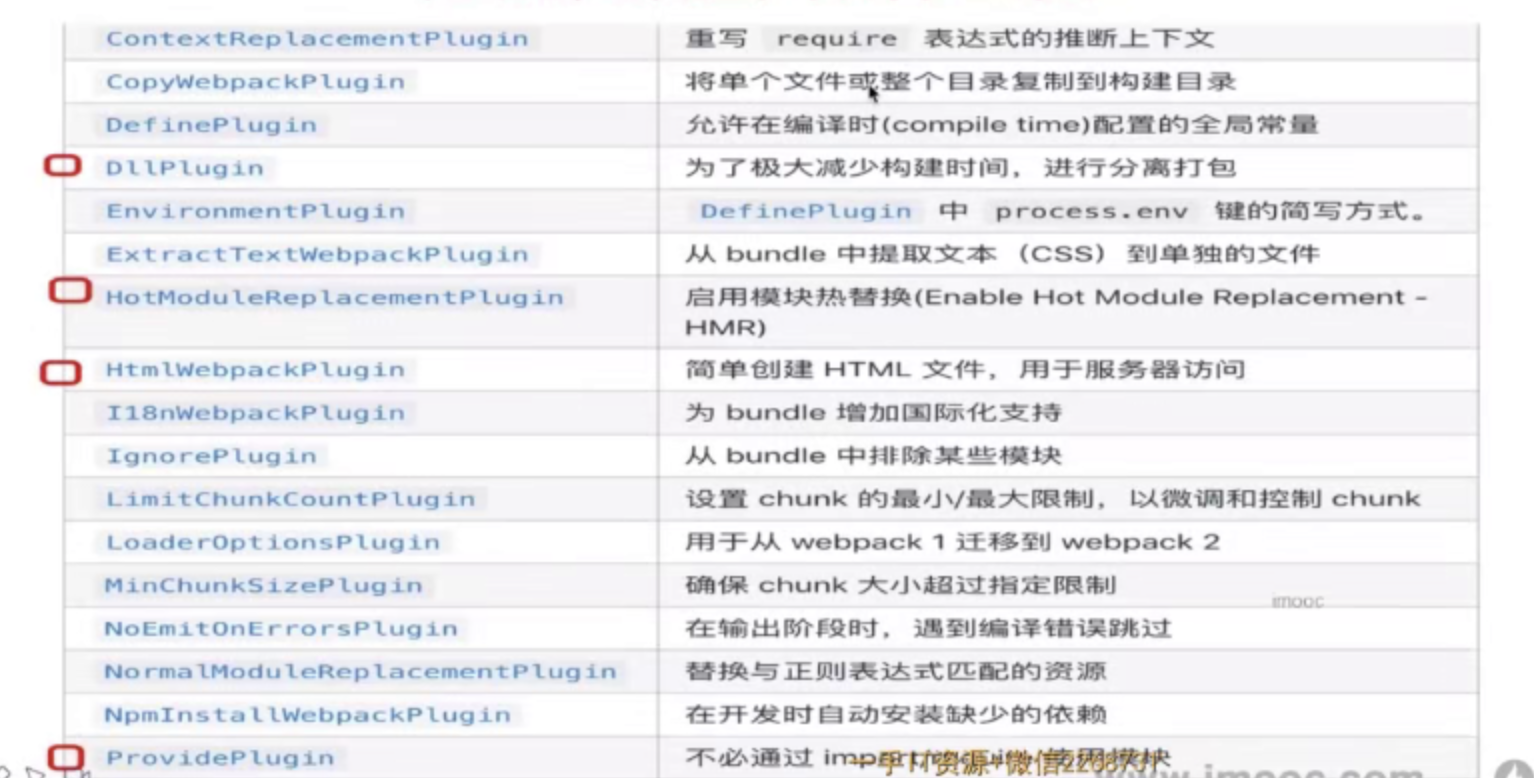 ContextReplacementPlugin 重写 require 表达式的推断上下文
CopyWebpackPlugin 将单个文件或整个目录复制到构建目录
DefinePlugin 允许在编译时(compile time)配置的全局常量
DllPlugin 为了极大减少构建时间，进行分离打包
EnvironmentPlugin DefinePlugin 中 process.env 键的简写方式。
ExtractTextWebpackPlugin 从 bundle 中提取文本（CSS）到单独的文件
HotModuleReplacementPlugin 启用模块热替换(Enable Hot Module Replacement -
HMR)
HtmlWebpackPlugin 简单创建 HTML 文件，用于服务器访问
I18nWebpackPlugin 为 bundle 增加国际化支持
IgnorePlugin 从 bundle 中排除某些模块
LimitChunkCountPlugin 设置 chunk 的最小/最大限制，以微调和控制 chunk
LoaderOptionsPlugin 用于从 webpack 1 迁移到 webpack 2
MinChunkSizePlugin 确保 chunk 大小超过指定限制
imooc
NoEmitOnErrorsPlugin 在输出阶段时，遇到编译错误跳过
NormalModuleReplacementPlugin 替换与正则表达式匹配的资源
NpmInstallWebpackPlugin 在开发时自动安装缺少的依赖
ProvidePlugin 不必通过
www.imooc.com